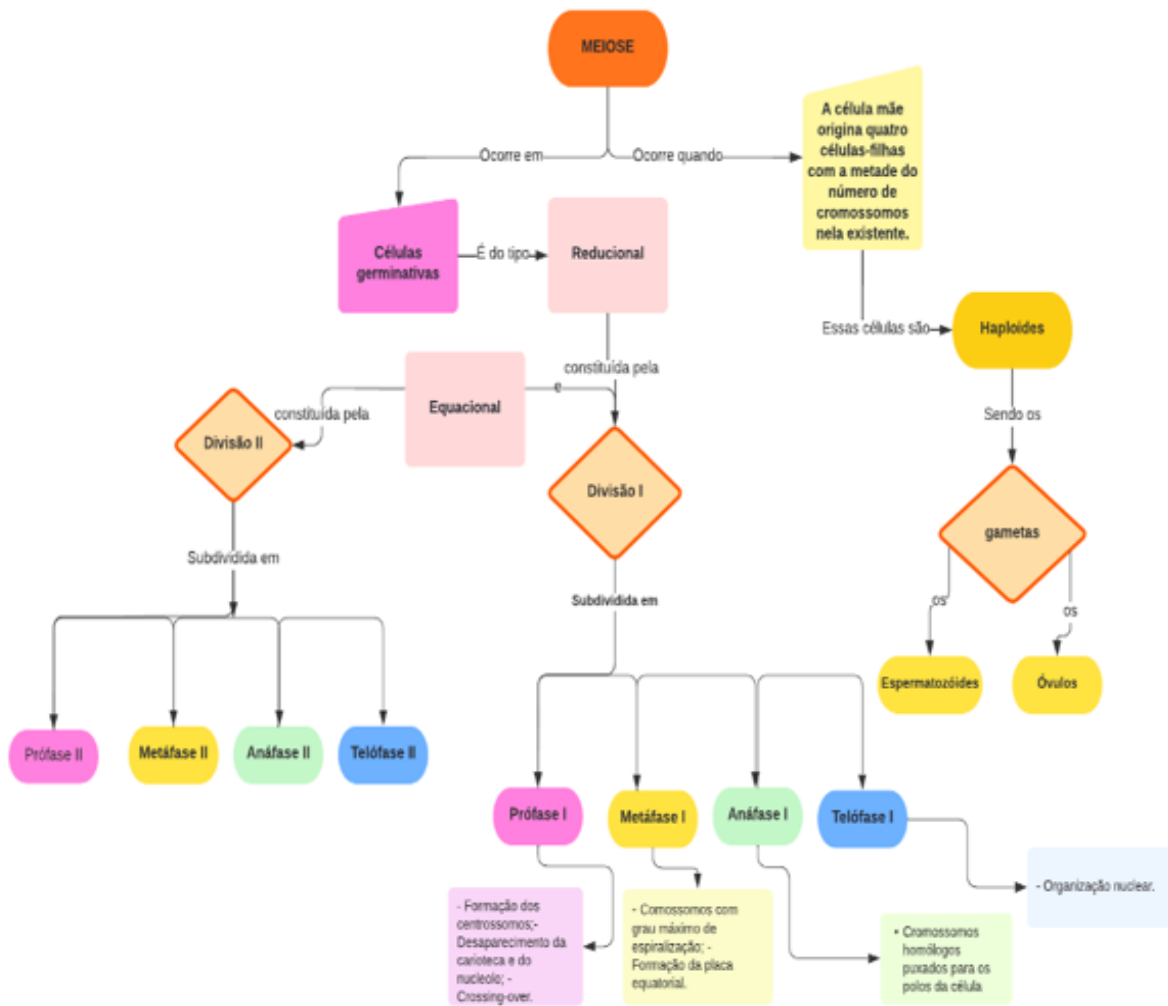 MEIOSE
Ocorre em
Ocorre quando
A célula mãe
origina quatro
células-filhas
com a metade do
número de
cromossomos
nela existente.
Células
germinativas
É do tipo
Reducional
Essas células são
Haploides
constituída pela
e
Equacional
constituída pela
Divisão II
Divisão I
Sendo os
gametas
Subdividida em
Subdividida em
os
os
Espermatozóides
Óvulos
Prófase II
Metáfase II
Anáfase II
Telófase II
Prófase I
Metáfase I
Anáfase I
Telófase I
- Formação dos
centrossomos;-
Desaparecimento da
carioteca e do
nucleolo; -
Crossing-over.
- Comossomos com
grau máximo de
espiralização; -
Formação da placa
equatorial.
• Cromossomos
homólogos
puxados para os
polos da célula
- Organização nuclear.